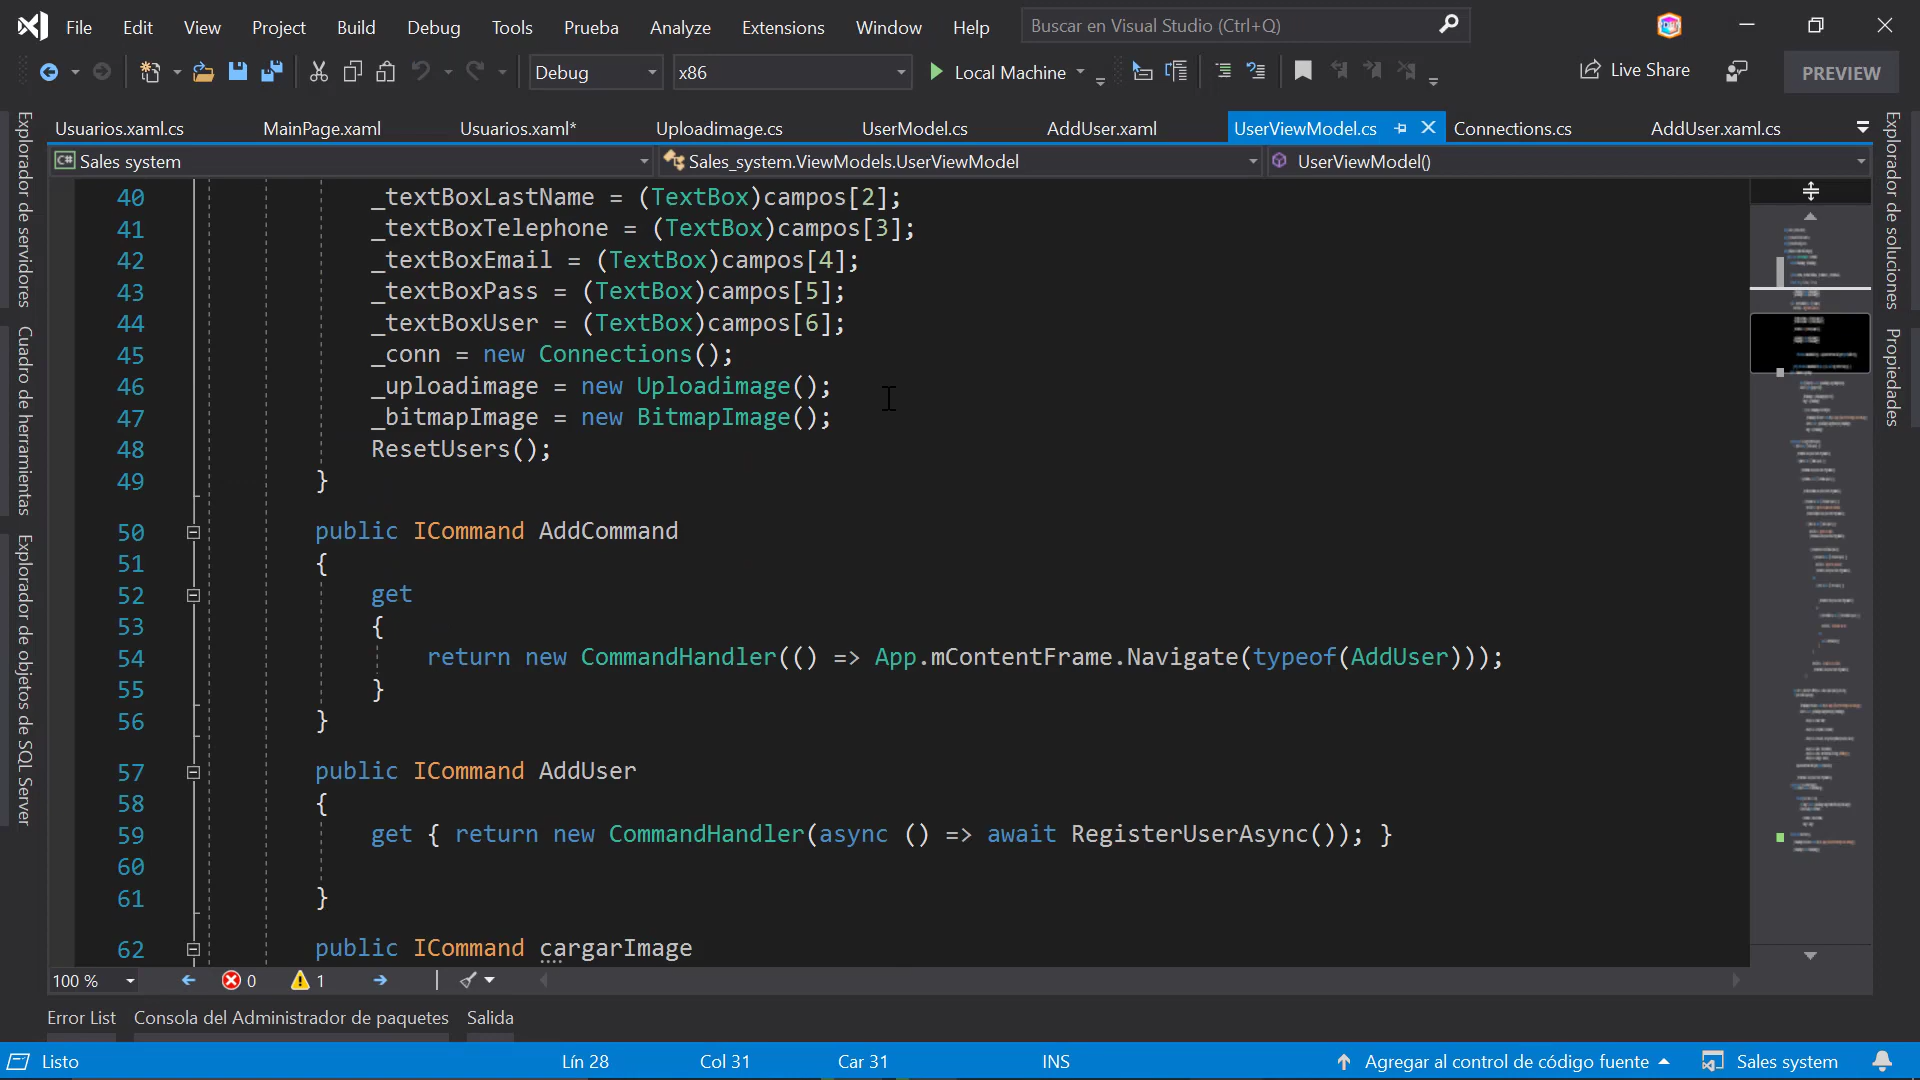 File Edit View Project Build Debug Tools Prueba Analyze Extensions Window Help Buscar en Visual Studio (Ctrl+Q)
Debug x86 Local Machine Live Share PREVIEW
Usuarios.xaml.cs MainPage.xaml Usuarios.xaml* Uploadimage.cs UserModel.cs AddUser.xaml UserViewModel.cs Connections.cs AddUser.xaml.cs
C# Sales system Sales_system.ViewModels.UserViewModel UserViewModel()
Explorador de servidores
Cuadro de herramientas
Explorador de objetos de SQL Server
40 _textBoxLastName = (TextBox)campos[2];
41 _textBoxTelephone = (TextBox)campos[3];
42 _textBoxEmail = (TextBox)campos[4];
43 _textBoxPass = (TextBox)campos[5];
44 _textBoxUser = (TextBox)campos[6];
45 _conn = new Connections();
46 _uploadimage = new Uploadimage();
47 _bitmapImage = new BitmapImage();
48 ResetUsers();
49 }
50 public ICommand AddCommand
51 {
52 get
53 {
54 return new CommandHandler(() => App.mContentFrame.Navigate(typeof(AddUser)));
55 }
56 }
57 public ICommand AddUser
58 {
59 get { return new CommandHandler(async () => await RegisterUserAsync()); }
60
61 }
62 public ICommand cargarImage
Explorador de soluciones
Propiedades
100 % 0 1
Error List Consola del Administrador de paquetes Salida
Listo Lín 28 Col 31 Car 31 INS Agregar al control de código fuente Sales system